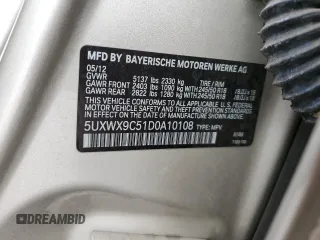 MFD BY BAYERISCHE MOTOREN WERKE AG
05/12
GVWR 5137 lbs 2330 kg TIRE / RIM
GAWR FRONT 2403 lbs 1090 kg WITH 245/50 R18
GAWR REAR 2822 lbs 1280 kg WITH 245/50 R18
THIS VEHICLE CONFORMS TO ALL APPLICABLE U.S. FEDERAL
MOTOR VEHICLE SAFETY STANDARDS IN EFFECT ON THE
DATE OF MANUFACTURE SHOWN ABOVE.
5UXWX9C51D0A10108
TYPE: MPV
DREAMBID